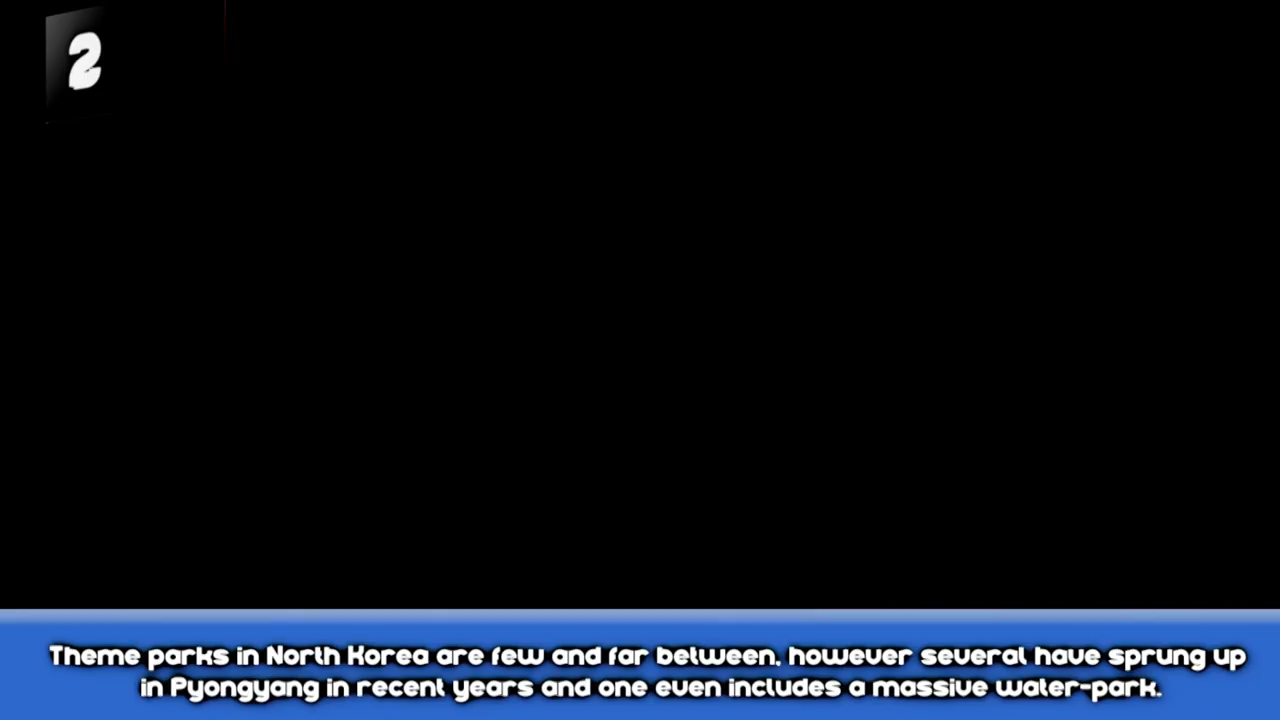 2
Theme parks in North Korea are few and far between, however several have sprung up
in Pyongyang in recent years and one even includes a massive water-park.